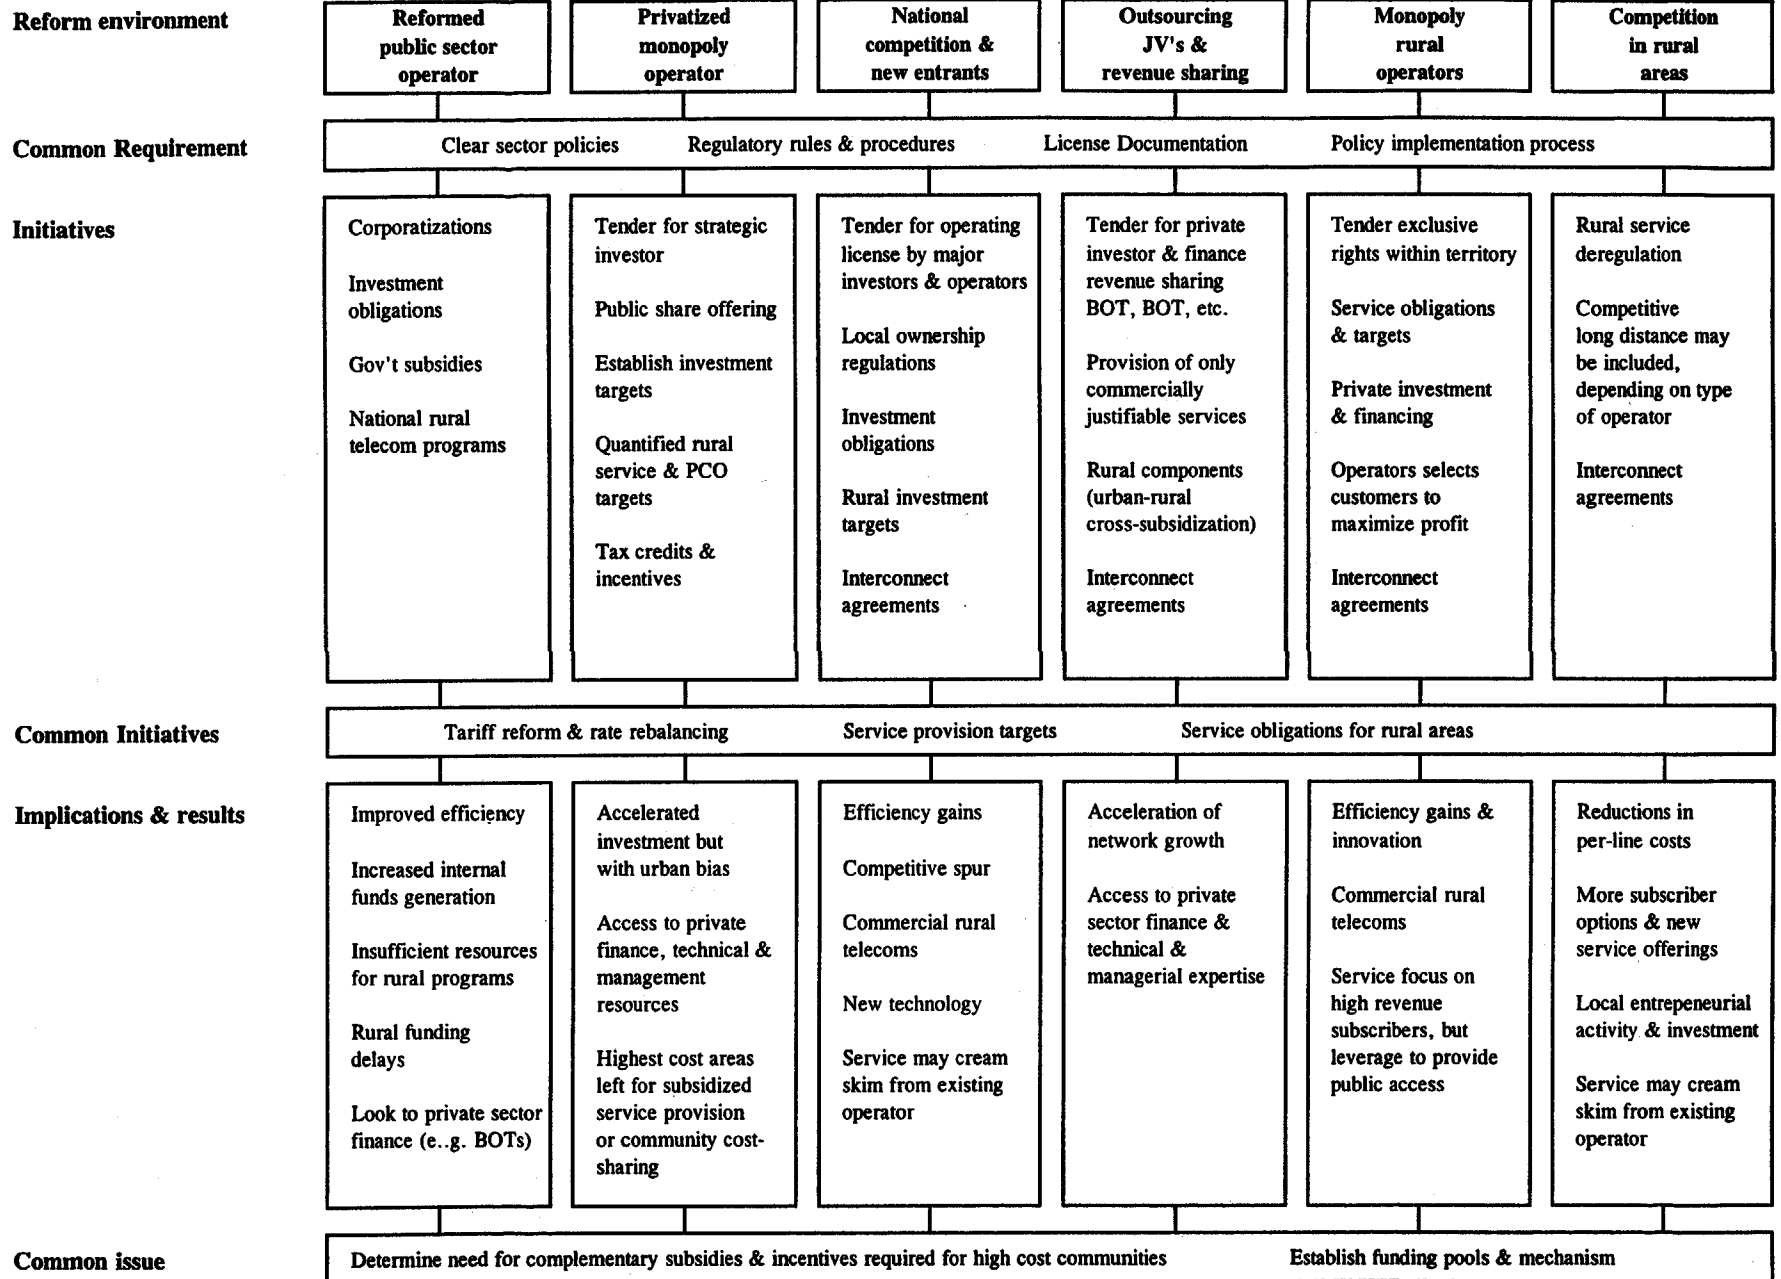 Reform environment
Reformed
public sector
operator
Privatized
monopoly
operator
National
competition &
new entrants
Outsourcing
JV's &
revenue sharing
Monopoly
rural
operators
Competition
in rural
areas
Common Requirement
Clear sector policies
Regulatory rules & procedures
License Documentation
Policy implementation process
Initiatives
Corporatizations
Investment
obligations
Gov't subsidies
National rural
telecom programs
Tender for strategic
investor
Public share offering
Establish investment
targets
Quantified rural
service & PCO
targets
Tax credits &
incentives
Tender for operating
license by major
investors & operators
Local ownership
regulations
Investment
obligations
Rural investment
targets
Interconnect
agreements
Tender for private
investor & finance
revenue sharing
BOT, BOT, etc.
Provision of only
commercially
justifiable services
Rural components
(urban-rural
cross-subsidization)
Interconnect
agreements
Tender exclusive
rights within territory
Service obligations
& targets
Private investment
& financing
Operators selects
customers to
maximize profit
Interconnect
agreements
Rural service
deregulation
Competitive
long distance may
be included,
depending on type
of operator
Interconnect
agreements
Common Initiatives
Tariff reform & rate rebalancing
Service provision targets
Service obligations for rural areas
Implications & results
Improved efficiency
Increased internal
funds generation
Insufficient resources
for rural programs
Rural funding
delays
Look to private sector
finance (e..g. BOTs)
Accelerated
investment but
with urban bias
Access to private
finance, technical &
management
resources
Highest cost areas
left for subsidized
service provision
or community cost-
sharing
Efficiency gains
Competitive spur
Commercial rural
telecoms
New technology
Service may cream
skim from existing
operator
Acceleration of
network growth
Access to private
sector finance &
technical &
managerial expertise
Efficiency gains &
innovation
Commercial rural
telecoms
Service focus on
high revenue
subscribers, but
leverage to provide
public access
Reductions in
per-line costs
More subscriber
options & new
service offerings
Local entrepeneurial
activity & investment
Service may cream
skim from existing
operator
Common issue
Determine need for complementary subsidies & incentives required for high cost communities
Establish funding pools & mechanism